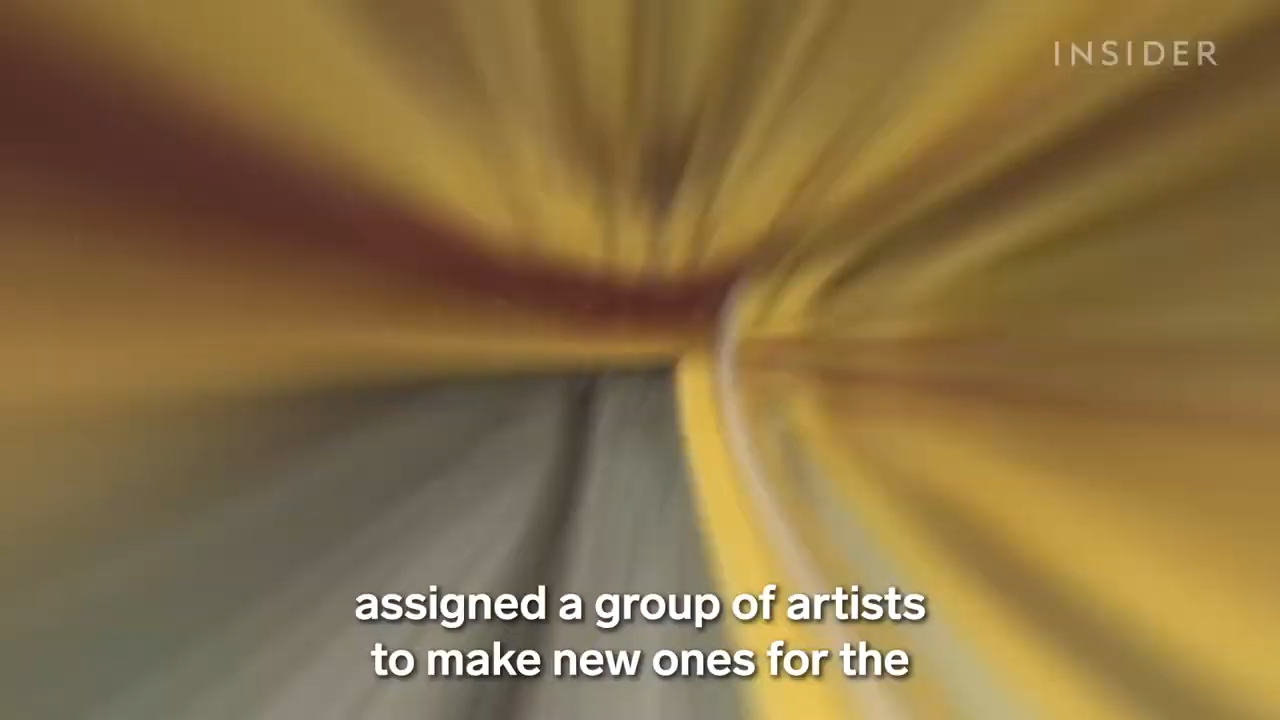 INSIDER
assigned a group of artists
to make new ones for the